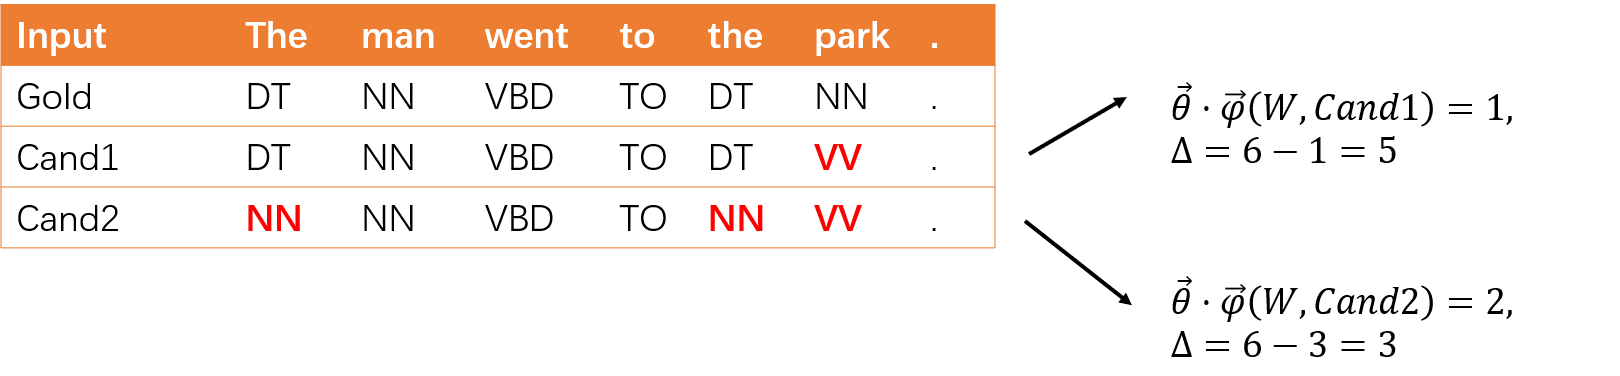 Input The man went to the park .
Gold DT NN VBD TO DT NN .
Cand1 DT NN VBD TO DT VV .
Cand2 NN NN VBD TO NN VV .
θ⃗ · φ⃗(W, Cand1) = 1,
Δ = 6 − 1 = 5
θ⃗ · φ⃗(W, Cand2) = 2,
Δ = 6 − 3 = 3